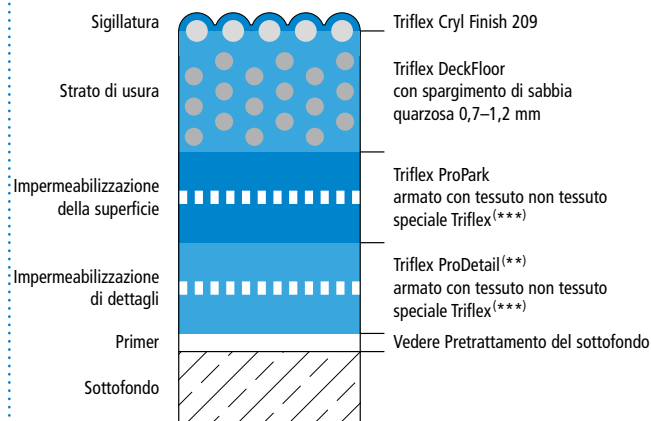 Sigillatura
Triflex Cryl Finish 209
Strato di usura
Triflex DeckFloor
con spargimento di sabbia
quarzosa 0,7–1,2 mm
Impermeabilizzazione
della superficie
Triflex ProPark
armato con tessuto non tessuto
speciale Triflex(***)
Impermeabilizzazione
di dettagli
Triflex ProDetail(**)
armato con tessuto non tessuto
speciale Triflex(***)
Primer
Vedere Pretrattamento del sottofondo
Sottofondo